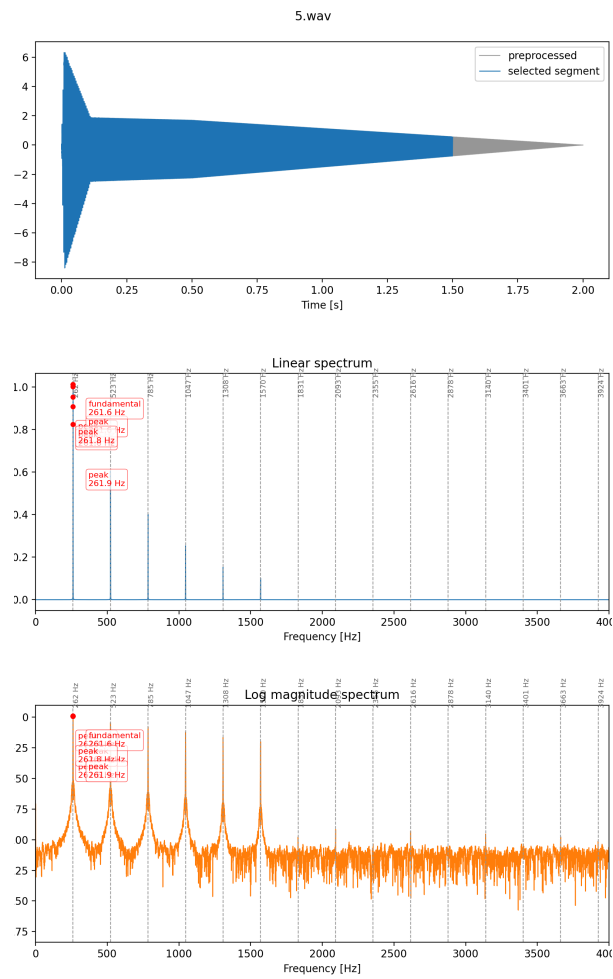 5.wav
preprocessed
selected segment
6
4
2
0
−2
−4
−6
−8
0.00 0.25 0.50 0.75 1.00 1.25 1.50 1.75 2.00
Time [s]
Linear spectrum
523 Hz 785 Hz 1047 Hz 1308 Hz 1570 Hz 1831 Hz 2093 Hz 2355 Hz 2616 Hz 2878 Hz 3140 Hz 3401 Hz 3663 Hz 3924 Hz
1.0
fundamental
261.6 Hz
peak
peak
261.8 Hz
0.8
0.6
peak
261.9 Hz
0.4
0.2
0.0
0 500 1000 1500 2000 2500 3000 3500 400
Frequency [Hz]
Log magnitude spectrum
262 Hz 523 Hz 785 Hz 1047 Hz 1308 Hz 2616 Hz 2878 Hz 3140 Hz 3401 Hz 3663 Hz 3924 Hz
0
fundamental
261.6 Hz
peak
261.8 Hz
261.9 Hz
25
50
75
00
25
50
75
0 500 1000 1500 2000 2500 3000 3500 400
Frequency [Hz]